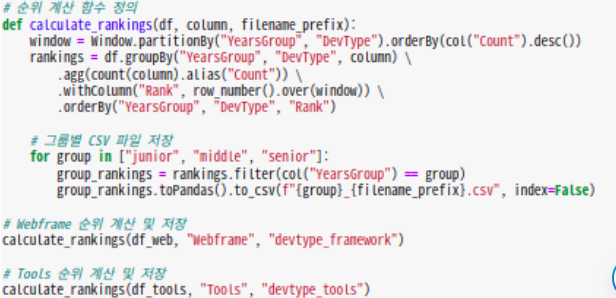 # 순위 계산 함수 정의
def calculate_rankings(df, column, filename_prefix):
    window = Window.partitionBy("YearsGroup", "DevType").orderBy(col("Count").desc())
    rankings = df.groupBy("YearsGroup", "DevType", column) \
        .agg(count(column).alias("Count")) \
        .withColumn("Rank", row_number().over(window)) \
        .orderBy("YearsGroup", "DevType", "Rank")
    # 그룹별 CSV 파일 저장
    for group in ["junior", "middle", "senior"]:
        group_rankings = rankings.filter(col("YearsGroup") == group)
        group_rankings.toPandas().to_csv(f"{group}_{filename_prefix}.csv", index=False)
# Webframe 순위 계산 및 저장
calculate_rankings(df_web, "Webframe", "devtype_framework")
# Tools 순위 계산 및 저장
calculate_rankings(df_tools, "Tools", "devtype_tools")